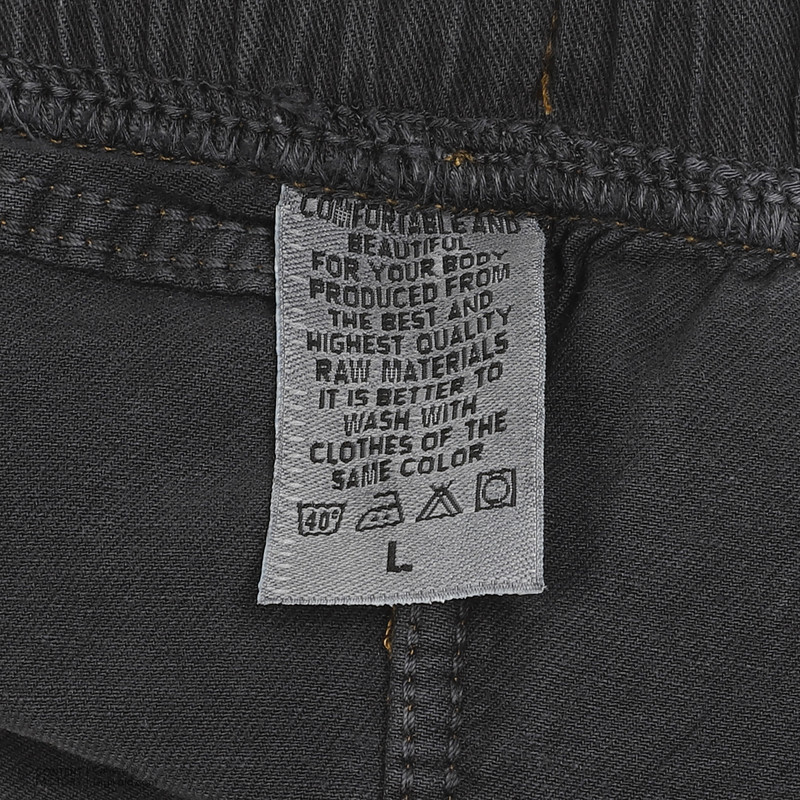 COMFORTABLE AND
BEAUTIFUL
FOR YOUR BODY
PRODUCED FROM
THE BEST AND
HIGHEST QUALITY
RAW MATERIALS
IT IS BETTER TO
WASH WITH
CLOTHES OF THE
SAME COLOR
40°
L